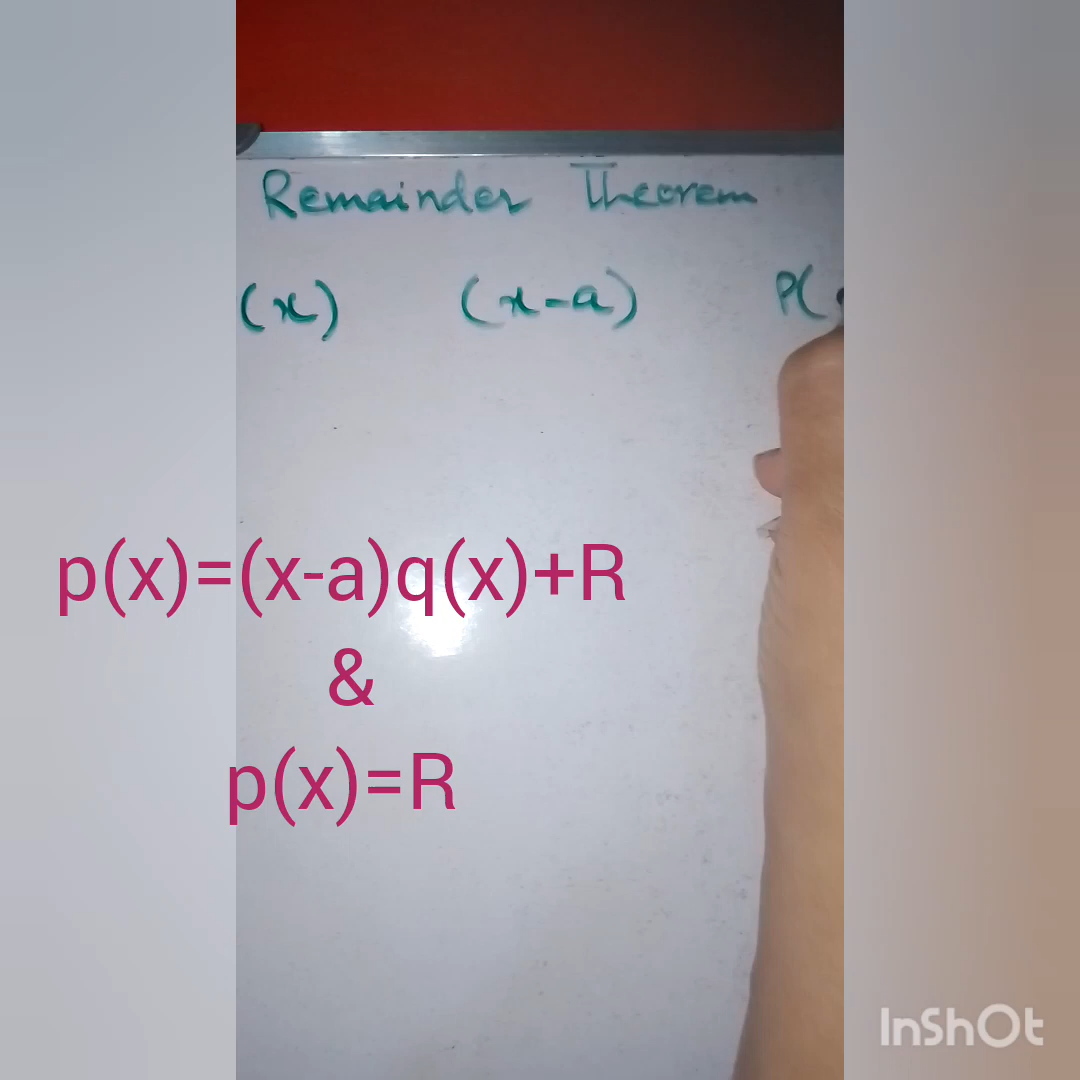 Remainder Theorem
(x) (x-a) P(
p(x)=(x-a)q(x)+R
&
p(x)=R
InShOt